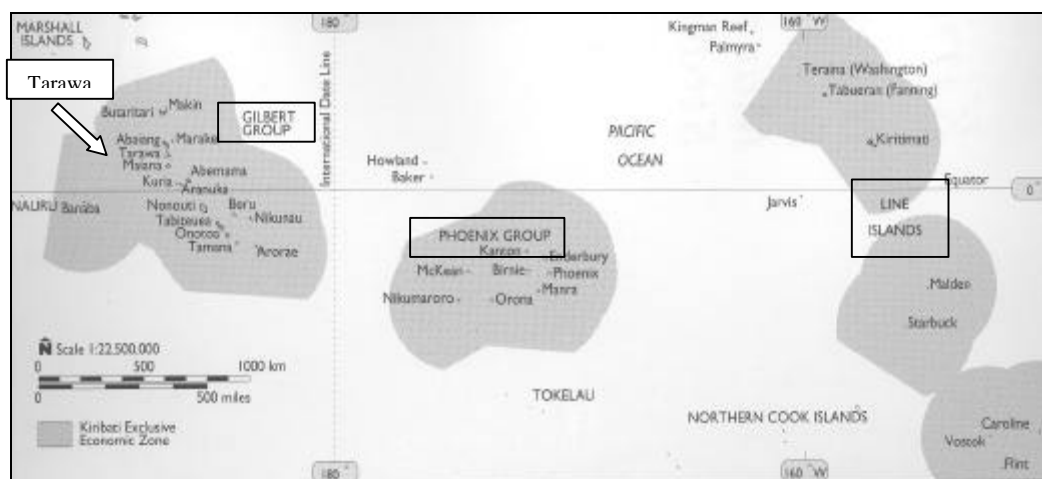 MARSHALL
ISLANDS
180°
International Date Line
Kingman Reef
160° W
Palmyra
Tarawa
Teraina (Washington)
Tabueran (Fanning)
Butaritari
Makin
GILBERT
GROUP
Abaiang
Marakei
Tarawa
Maiana
PACIFIC
OCEAN
Kiritimati
Abemama
Kuria
Aranuka
Howland
Baker
Equator
0°
NAURU
Banaba
Nonouti
Beru
Nikunau
Tabiteuea
Onotoa
Tamana
Arorae
Jarvis
LINE
ISLANDS
PHOENIX GROUP
Kanton
Enderbury
McKean
Birnie
Phoenix
Manra
Nikumaroro
Orona
Malden
Starbuck
N Scale 1:22.500.000
0 500 1000 km
0 500 miles
TOKELAU
NORTHERN COOK ISLANDS
Kiribati Exclusive
Economic Zone
Caroline
Vostok
Flint
180°
160° W